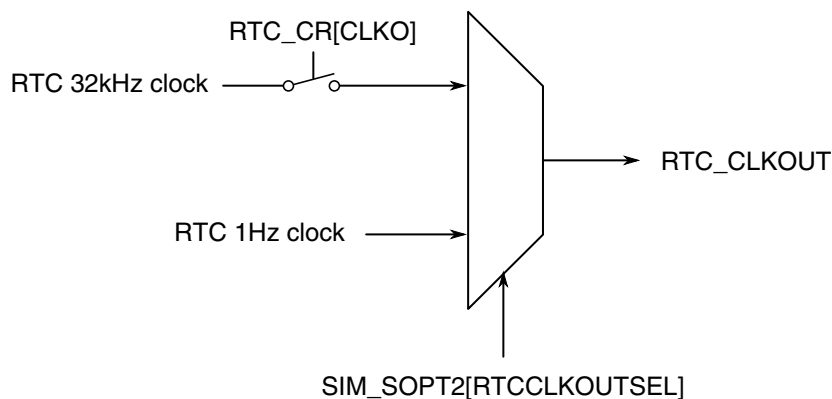 RTC_CR[CLKO]
RTC 32kHz clock
RTC_CLKOUT
RTC 1Hz clock
SIM_SOPT2[RTCCLKOUTSEL]